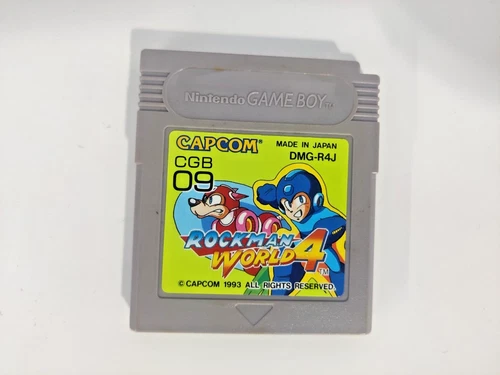 Nintendo GAME BOY TM
CAPCOM®
MADE IN JAPAN
DMG-R4J
CGB
09
ROCKMAN
WORLD 4 TM
© CAPCOM 1993 ALL RIGHTS RESERVED